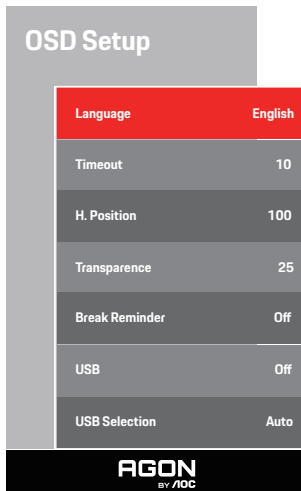 OSD Setup
Language English
Timeout 10
H. Position 100
Transparence 25
Break Reminder Off
USB Off
USB Selection Auto
AGON
BY AOC